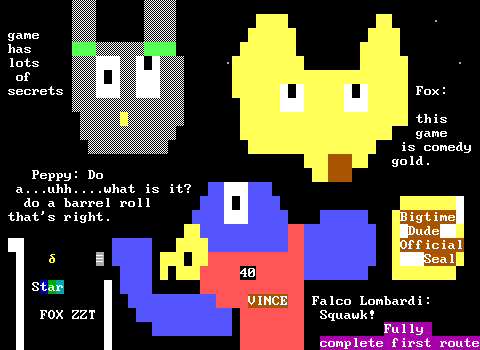 game
has
lots
of
secrets
Fox:
this
game
is comedy
gold.
Peppy: Do
a...uhh....what is it?
do a barrel roll
that's right.
Bigtime
Dude
Official
Seal
δ
Star
FOX ZZT
40
VINCE
Falco Lombardi:
Squawk!
Fully
complete first route